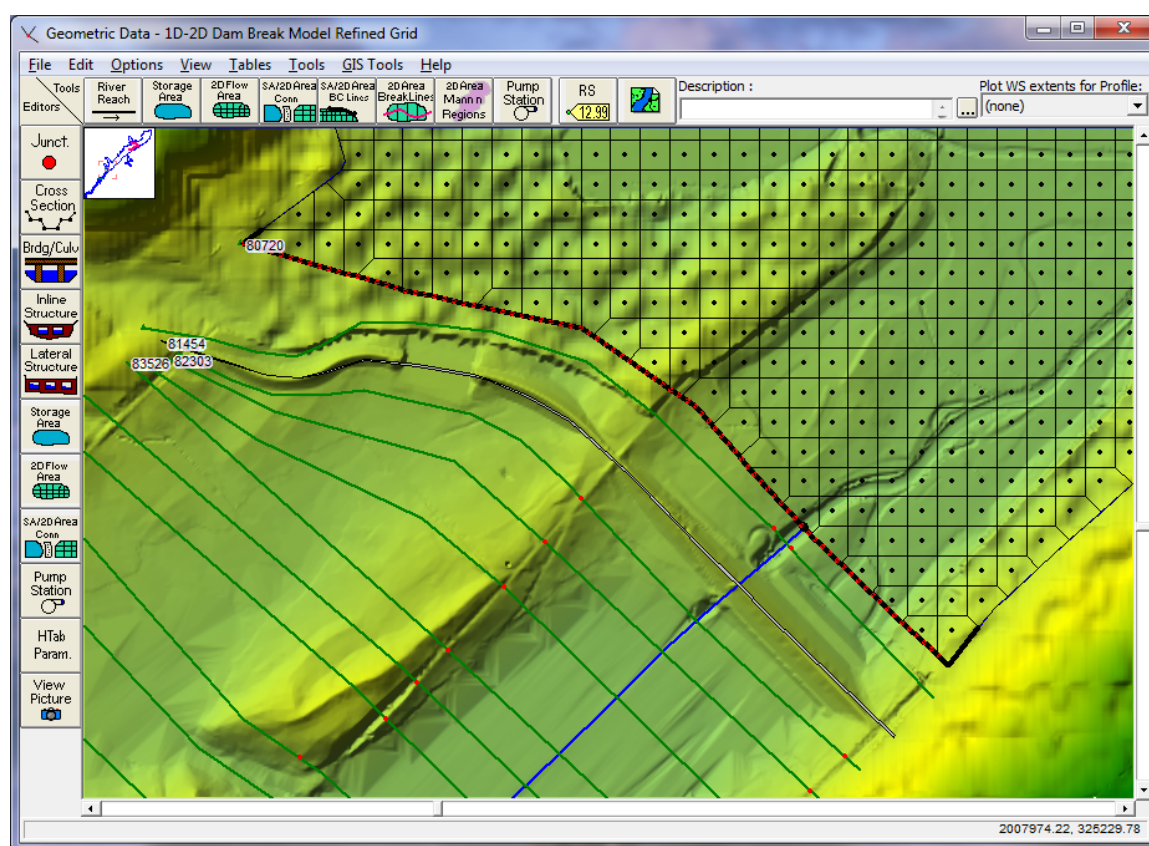 Geometric Data - 1D-2D Dam Break Model Refined Grid
File Edit Options View Tables Tools GIS Tools Help
Tools
Editors
River
Reach
Storage
Area
2D Flow
Area
SA/2D Area
Conn
SA/2D Area
BC Lines
2D Area
BreakLines
2D Area
Mann n
Regions
Pump
Station
RS
12.99
Description :
...
Plot WS extents for Profile:
(none)
Junct.
Cross
Section
Brdg/Culv
Inline
Structure
Lateral
Structure
Storage
Area
2D Flow
Area
SA/2D Area
Conn
Pump
Station
HTab
Param.
View
Picture
80720
81454
83526
82303
2007974.22, 325229.78